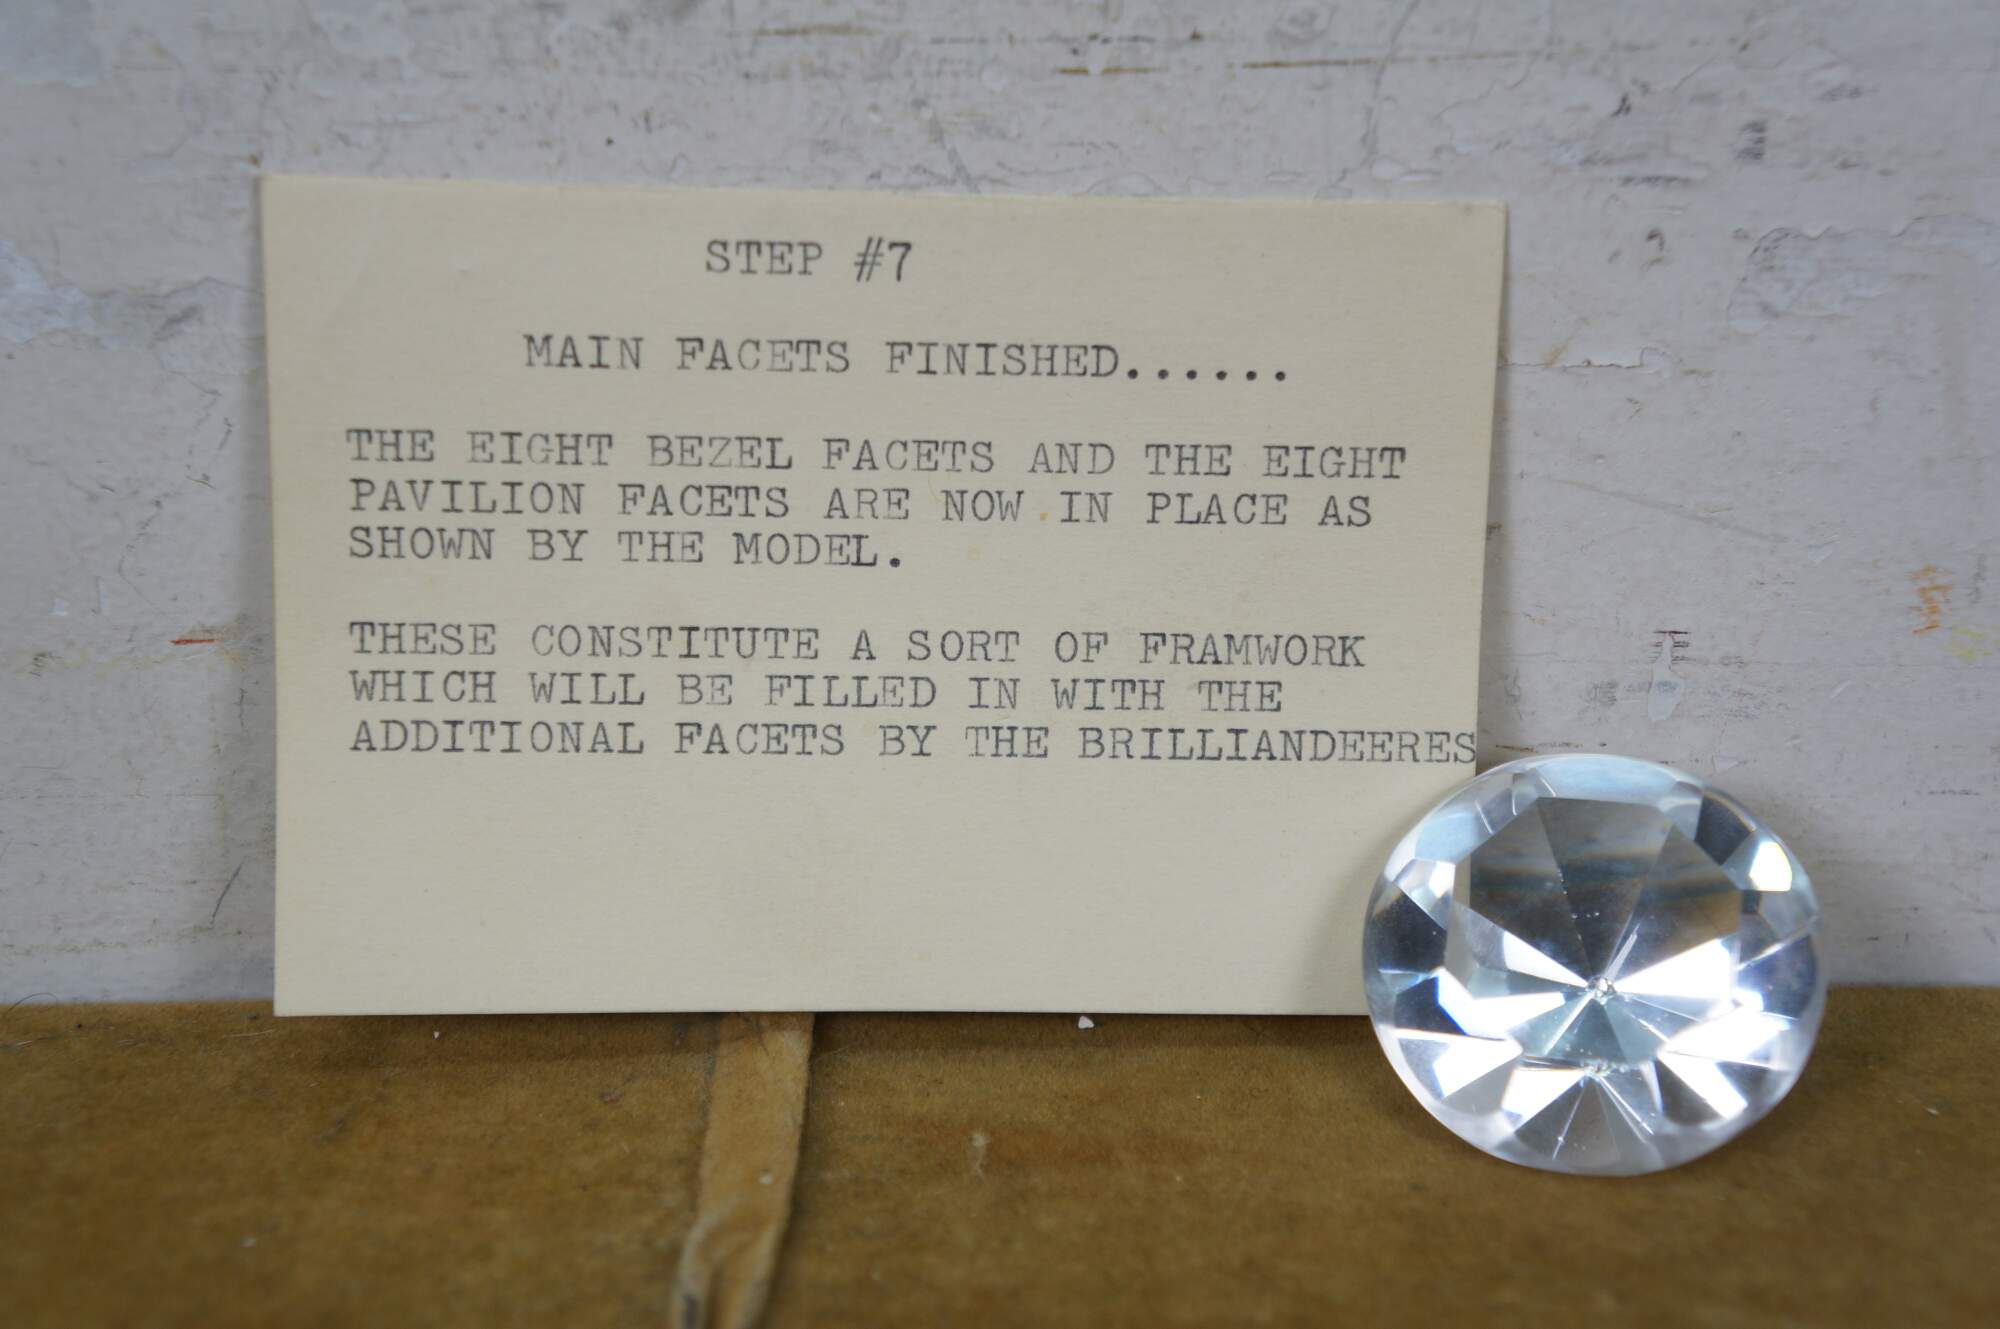 STEP #7
MAIN FACETS FINISHED......
THE EIGHT BEZEL FACETS AND THE EIGHT
PAVILION FACETS ARE NOW IN PLACE AS
SHOWN BY THE MODEL.
THESE CONSTITUTE A SORT OF FRAMWORK
WHICH WILL BE FILLED IN WITH THE
ADDITIONAL FACETS BY THE BRILLIANDEERES